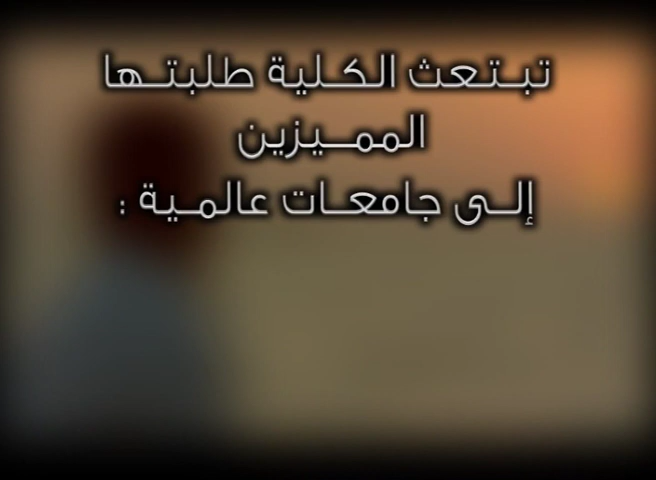 تبتعث الكلية طلبتها
المميزين
إلى جامعات عالمية :